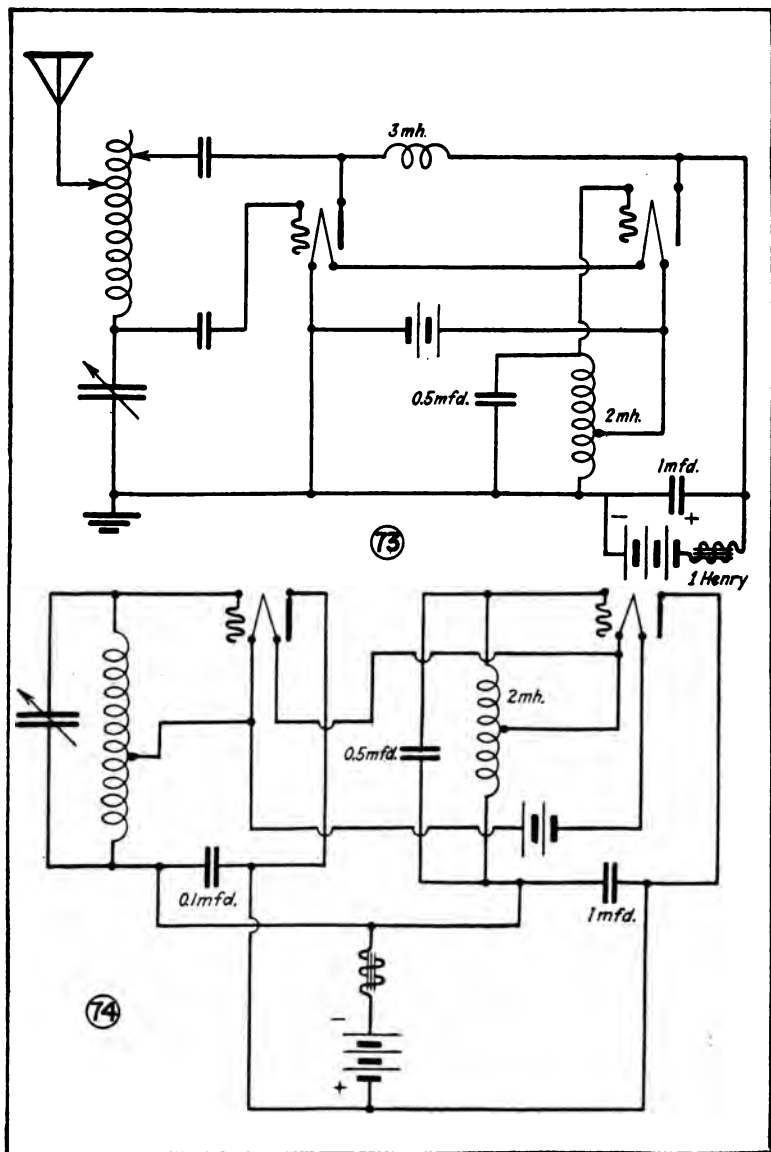 3mh.
0.5mfd.
2mh.
1mfd.
- +
73
1 Henry
2mh.
0.5mfd.
0.1mfd.
1mfd.
74
-
+